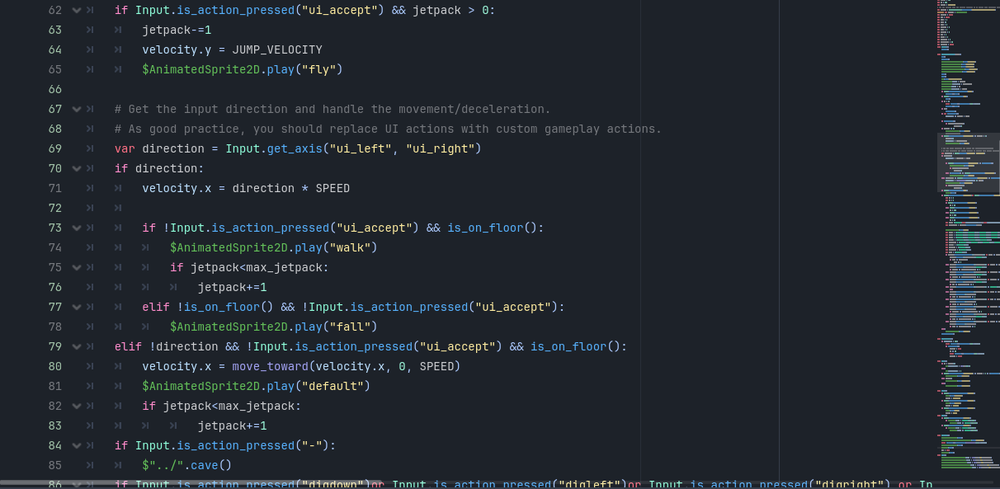 62 if Input.is_action_pressed("ui_accept") && jetpack > 0:
63 jetpack-=1
64 velocity.y = JUMP_VELOCITY
65 $AnimatedSprite2D.play("fly")
66
67 # Get the input direction and handle the movement/deceleration.
68 # As good practice, you should replace UI actions with custom gameplay actions.
69 var direction = Input.get_axis("ui_left", "ui_right")
70 if direction:
71 velocity.x = direction * SPEED
72
73 if !Input.is_action_pressed("ui_accept") && is_on_floor():
74 $AnimatedSprite2D.play("walk")
75 if jetpack<max_jetpack:
76 jetpack+=1
77 elif !is_on_floor() && !Input.is_action_pressed("ui_accept"):
78 $AnimatedSprite2D.play("fall")
79 elif !direction && !Input.is_action_pressed("ui_accept") && is_on_floor():
80 velocity.x = move_toward(velocity.x, 0, SPEED)
81 $AnimatedSprite2D.play("default")
82 if jetpack<max_jetpack:
83 jetpack+=1
84 if Input.is_action_pressed("-"):
85 $"../".cave()
86 if Input.is_action_pressed("digdown")or Input.is_action_pressed("digleft")or Input.is_action_pressed("digright") or In